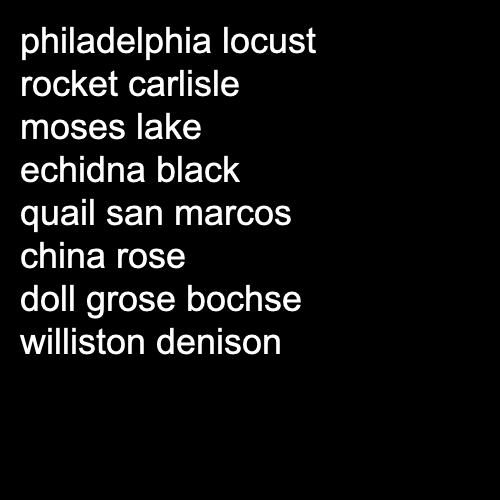 philadelphia locust
rocket carlisle
moses lake
echidna black
quail san marcos
china rose
doll grose bochse
williston denison